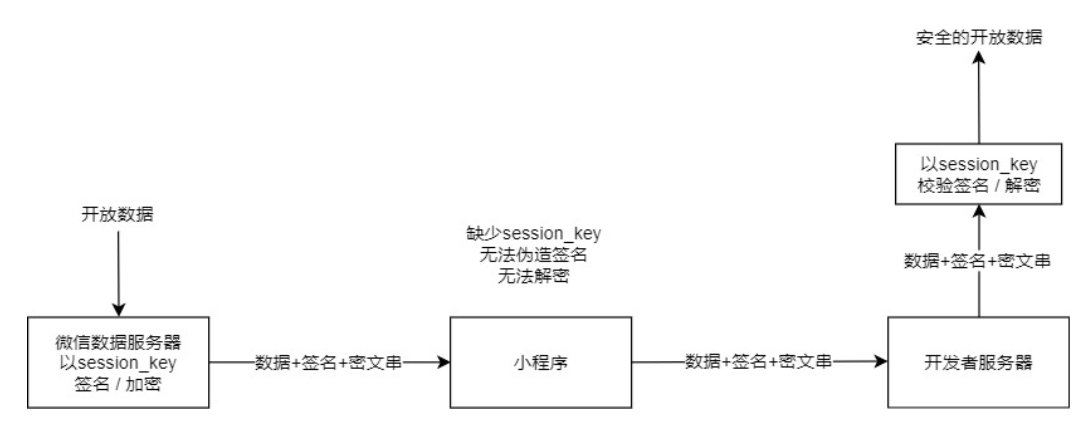 安全的开放数据
以session_key
校验签名 / 解密
开放数据
缺少session_key
无法伪造签名
无法解密
数据+签名+密文串
微信数据服务器
以session_key
签名 / 加密
数据+签名+密文串
小程序
数据+签名+密文串
开发者服务器